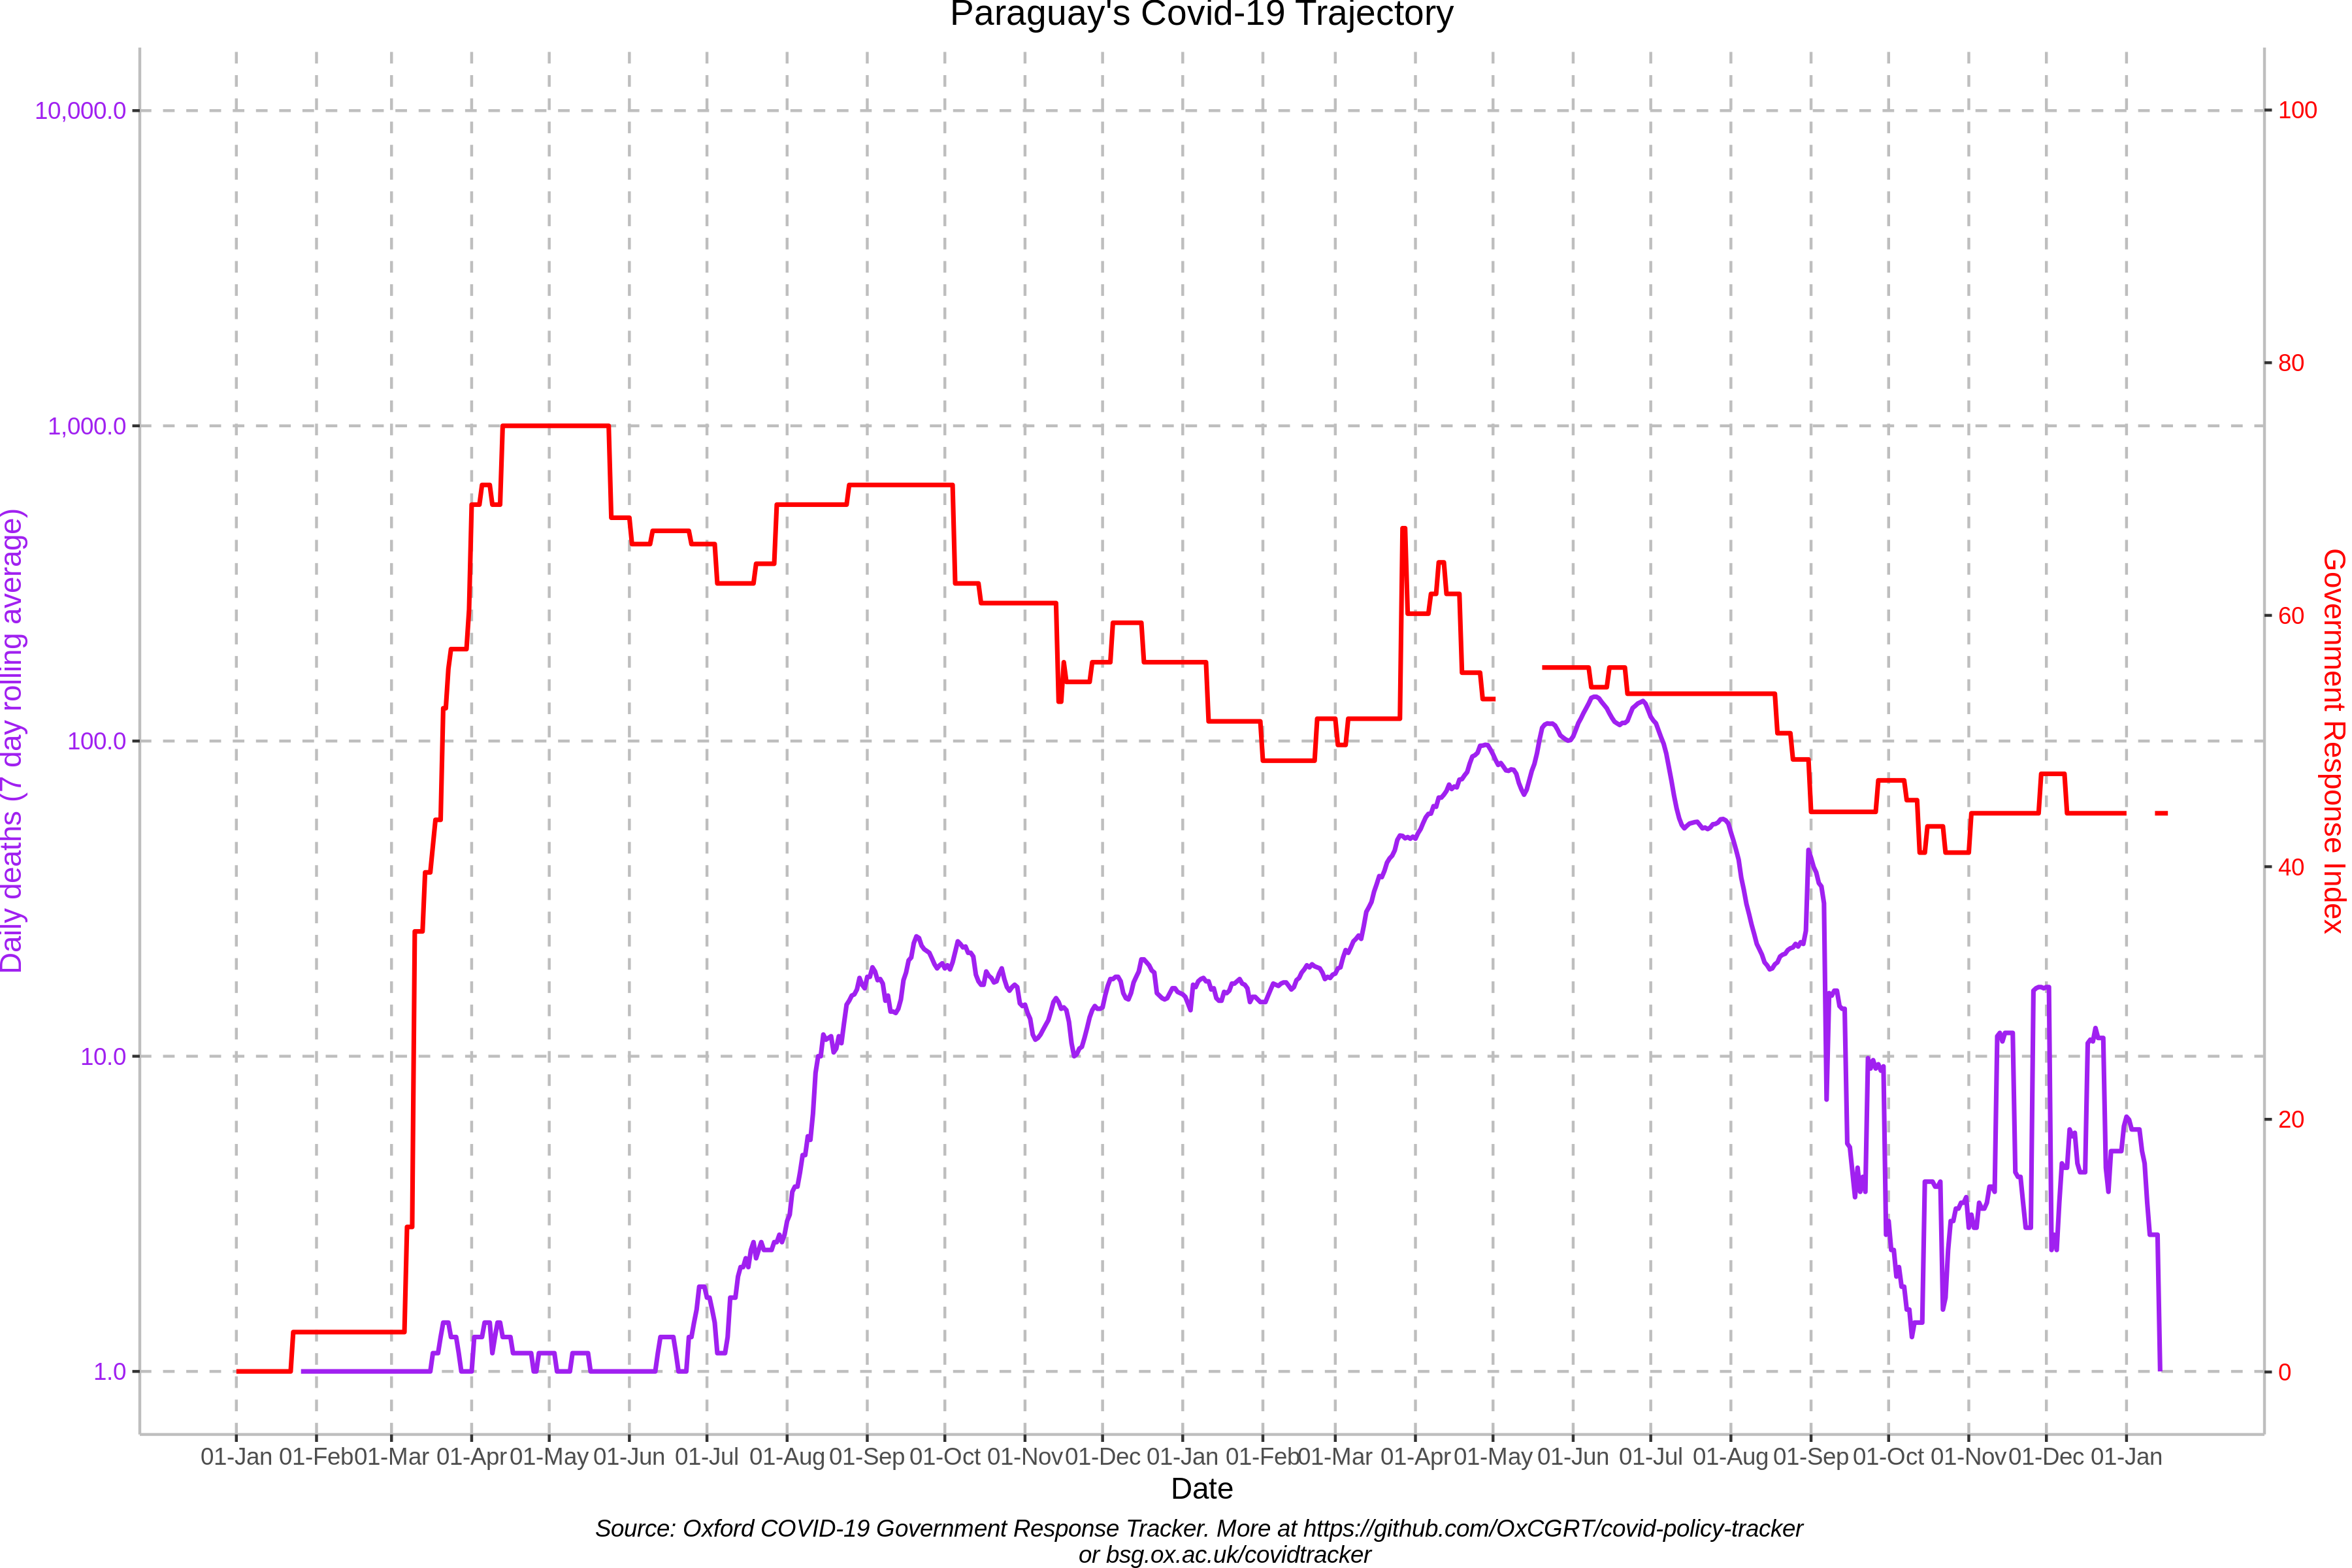 Paraguay's Covid-19 Trajectory
10,000.0
1,000.0
100.0
10.0
1.0
Daily deaths (7 day rolling average)
100
80
60
40
20
0
Government Response Index
01-Jan 01-Feb 01-Mar 01-Apr 01-May 01-Jun 01-Jul 01-Aug 01-Sep 01-Oct 01-Nov 01-Dec 01-Jan 01-Feb 01-Mar 01-Apr 01-May 01-Jun 01-Jul 01-Aug 01-Sep 01-Oct 01-Nov 01-Dec 01-Jan
Date
Source: Oxford COVID-19 Government Response Tracker. More at https://github.com/OxCGRT/covid-policy-tracker
or bsg.ox.ac.uk/covidtracker